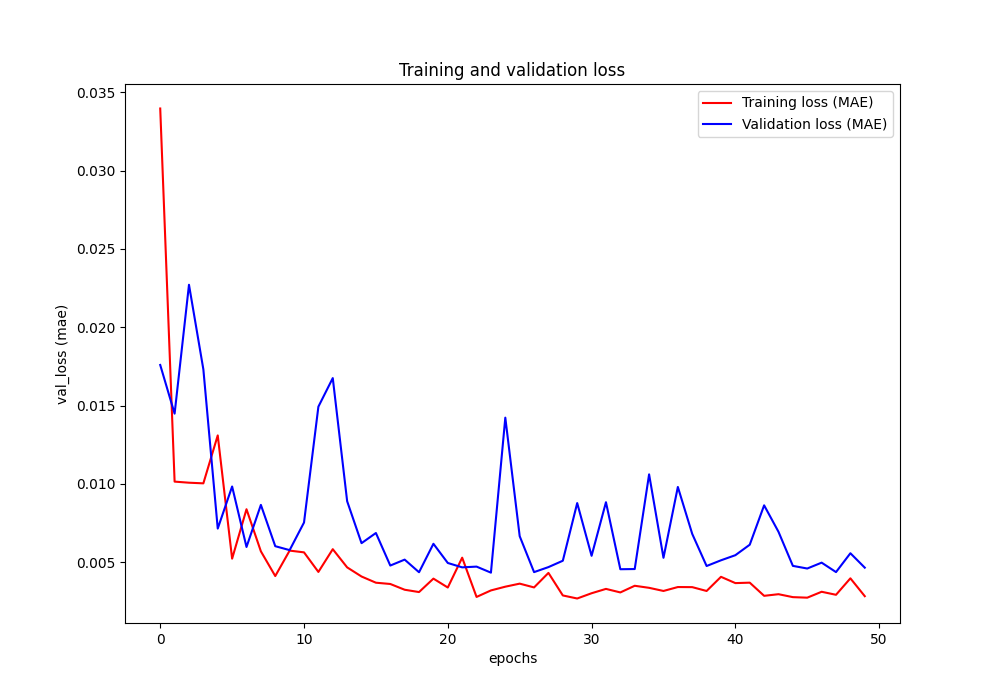 Training and validation loss
Training loss (MAE)
Validation loss (MAE)
val_loss (mae)
0.035
0.030
0.025
0.020
0.015
0.010
0.005
0
10
20
30
40
50
epochs